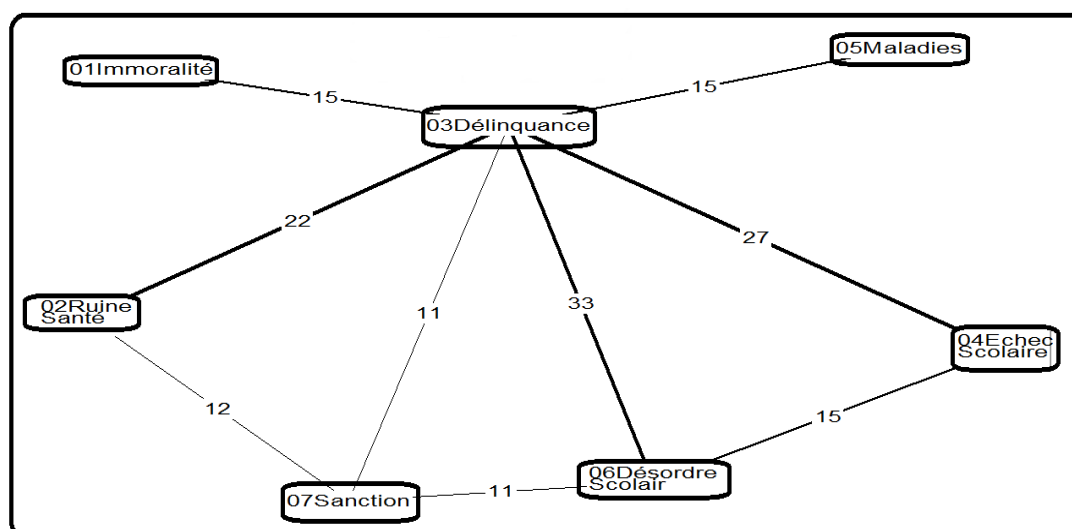 05Maladies
01Immoralité
15
15
03Délinquance
22
27
33
11
02Ruine
Santé
04Echec
Scolaire
12
15
06Désordre
Scolair
11
07Sanction